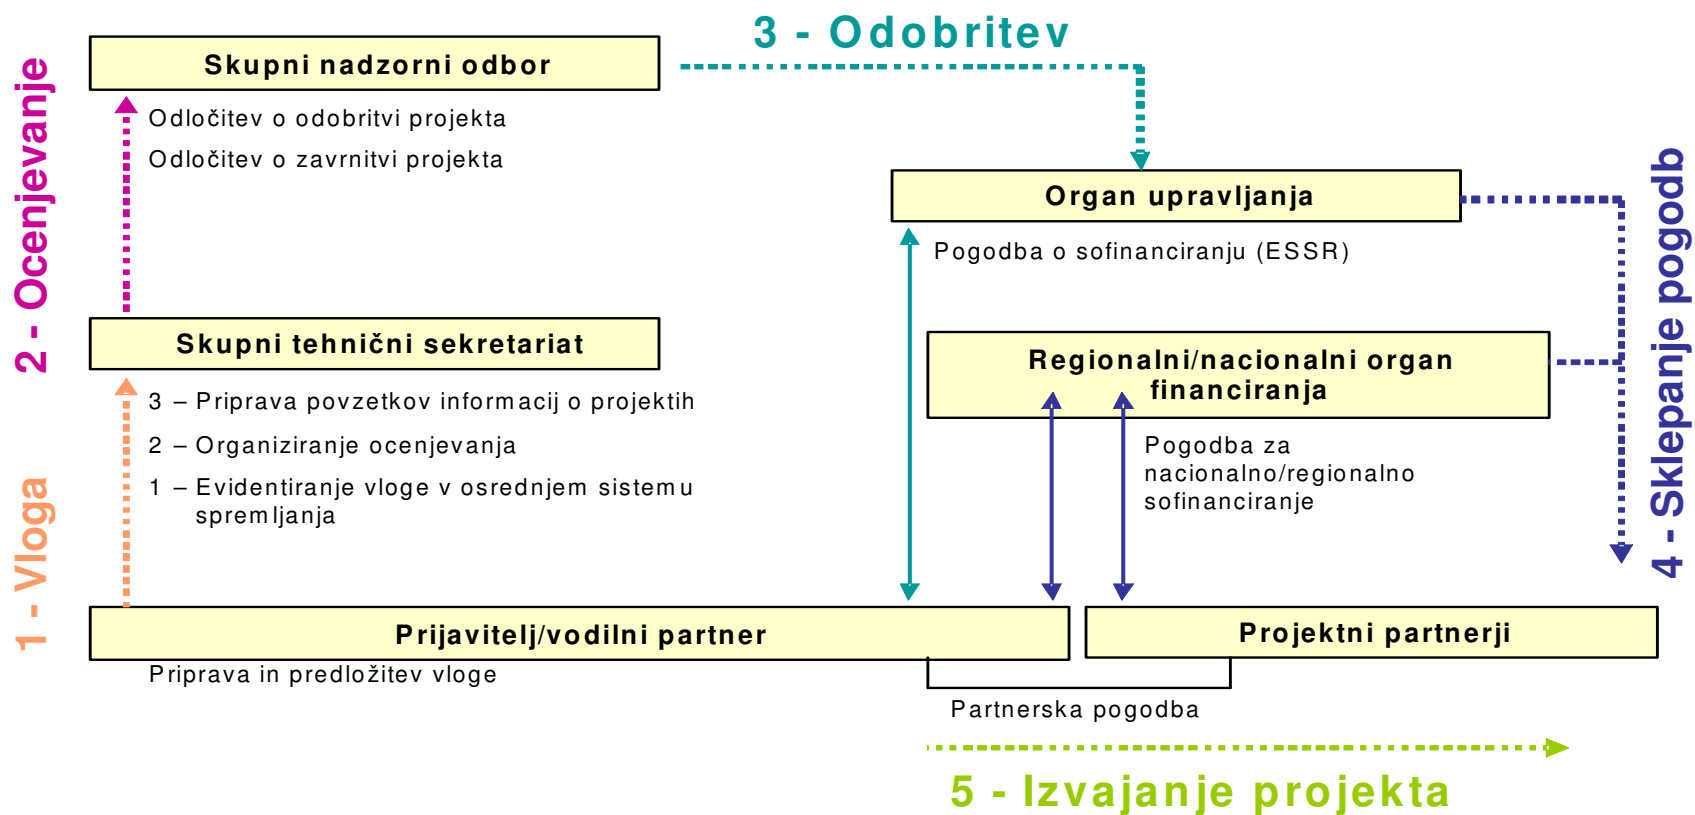 3 - Odobritev
Skupni nadzorni odbor
2 - Ocenjevanje
Odločitev o odobritvi projekta
Odločitev o zavrnitvi projekta
Organ upravljanja
4 - Sklepanje pogodb
Pogodba o sofinanciranju (ESSR)
Skupni tehnični sekretariat
Regionalni/nacionalni organ
financiranja
3 – Priprava povzetkov informacij o projektih
2 – Organiziranje ocenjevanja
1 – Evidentiranje vloge v osrednjem sistemu
spremljanja
Pogodba za
nacionalno/regionalno
sofinanciranje
1 - Vloga
Prijavitelj/vodilni partner
Projektni partnerji
Priprava in predložitev vloge
Partnerska pogodba
5 - Izvajanje projekta